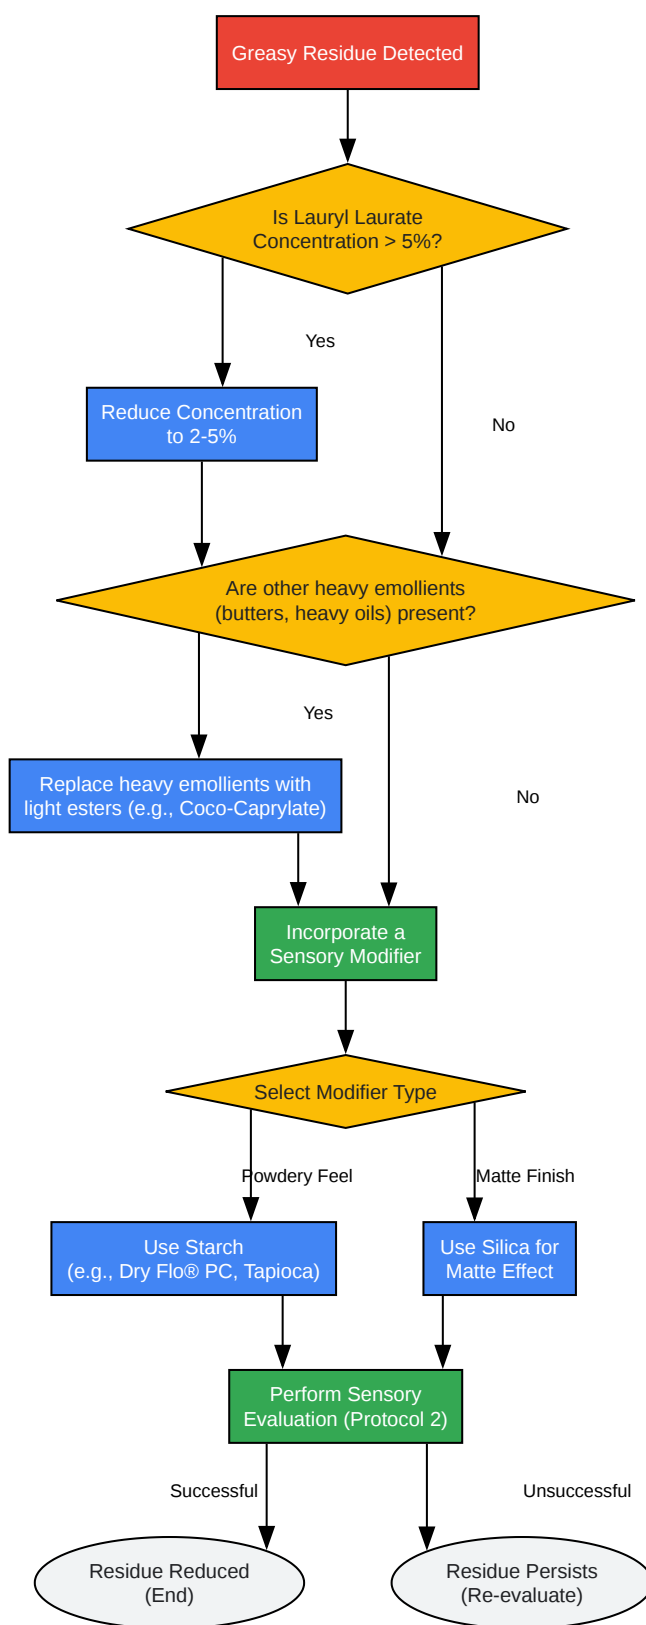 Greasy Residue Detected
Is Lauryl Laurate
Concentration > 5%?
Yes
Reduce Concentration
to 2-5%
No
Are other heavy emollients
(butters, heavy oils) present?
Yes
Replace heavy emollients with
light esters (e.g., Coco-Caprylate)
No
Incorporate a
Sensory Modifier
Select Modifier Type
Powdery Feel
Matte Finish
Use Starch
(e.g., Dry Flo® PC, Tapioca)
Use Silica for
Matte Effect
Perform Sensory
Evaluation (Protocol 2)
Successful
Unsuccessful
Residue Reduced
(End)
Residue Persists
(Re-evaluate)